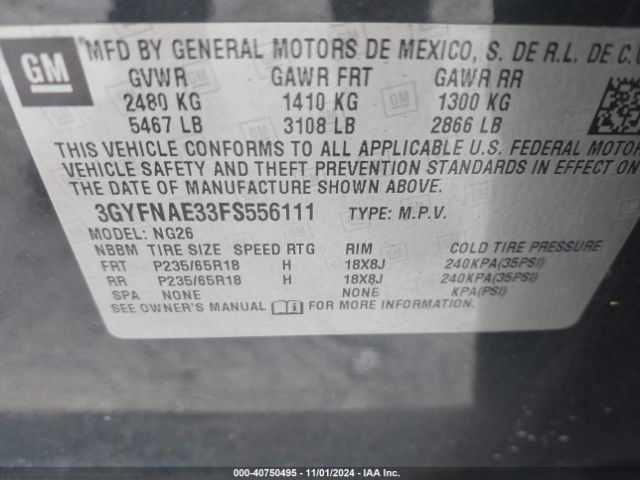 GM
MFD BY GENERAL MOTORS DE MEXICO, S. DE R.L. DE C.
GVWR GAWR FRT GAWR RR
2480 KG 1410 KG 1300 KG
5467 LB 3108 LB 2866 LB
THIS VEHICLE CONFORMS TO ALL APPLICABLE U.S. FEDERAL MOTOR
VEHICLE SAFETY AND THEFT PREVENTION STANDARDS IN EFFECT ON
THE DATE OF MANUFACTURE SHOWN ABOVE.
3GYFNAE33FS556111 TYPE: M.P.V.
MODEL: NG26
NBBM TIRE SIZE SPEED RTG RIM COLD TIRE PRESSURE
FRT P235/65R18 H 18X8J 240KPA(35PSI)
RR P235/65R18 H 18X8J 240KPA(35PSI)
SPA NONE NONE KPA(PSI)
SEE OWNER'S MANUAL FOR MORE INFORMATION.
000-40750495 - 11/01/2024 - IAA Inc.